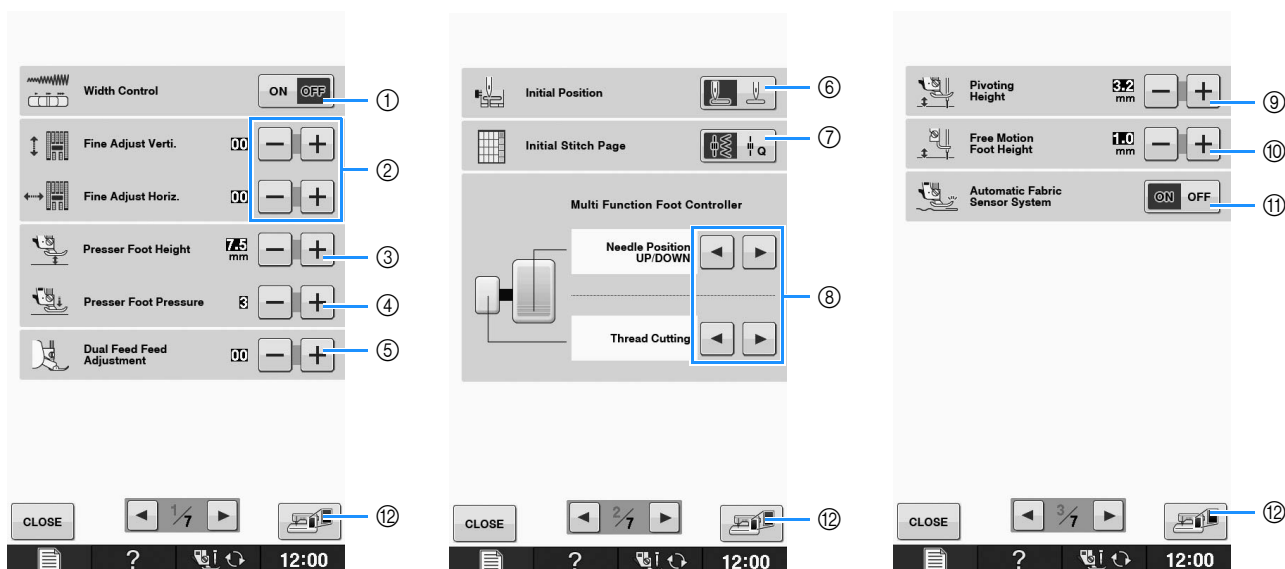 Width Control
ON OFF
①
Fine Adjust Verti. 00 − +
②
Fine Adjust Horiz. 00 − +
Presser Foot Height 7.5 mm − +
③
Presser Foot Pressure 3 − +
④
Dual Feed Feed
Adjustment 00 − +
⑤
CLOSE
1/7
⑫
? 12:00
Initial Position
⑥
Initial Stitch Page
Q
⑦
Multi Function Foot Controller
Needle Position
UP/DOWN
⑧
Thread Cutting
CLOSE
2/7
⑫
? 12:00
Pivoting
Height 3.2 mm − +
⑨
Free Motion
Foot Height 1.0 mm − +
⑩
Automatic Fabric
Sensor System
ON OFF
⑪
CLOSE
3/7
⑫
? 12:00